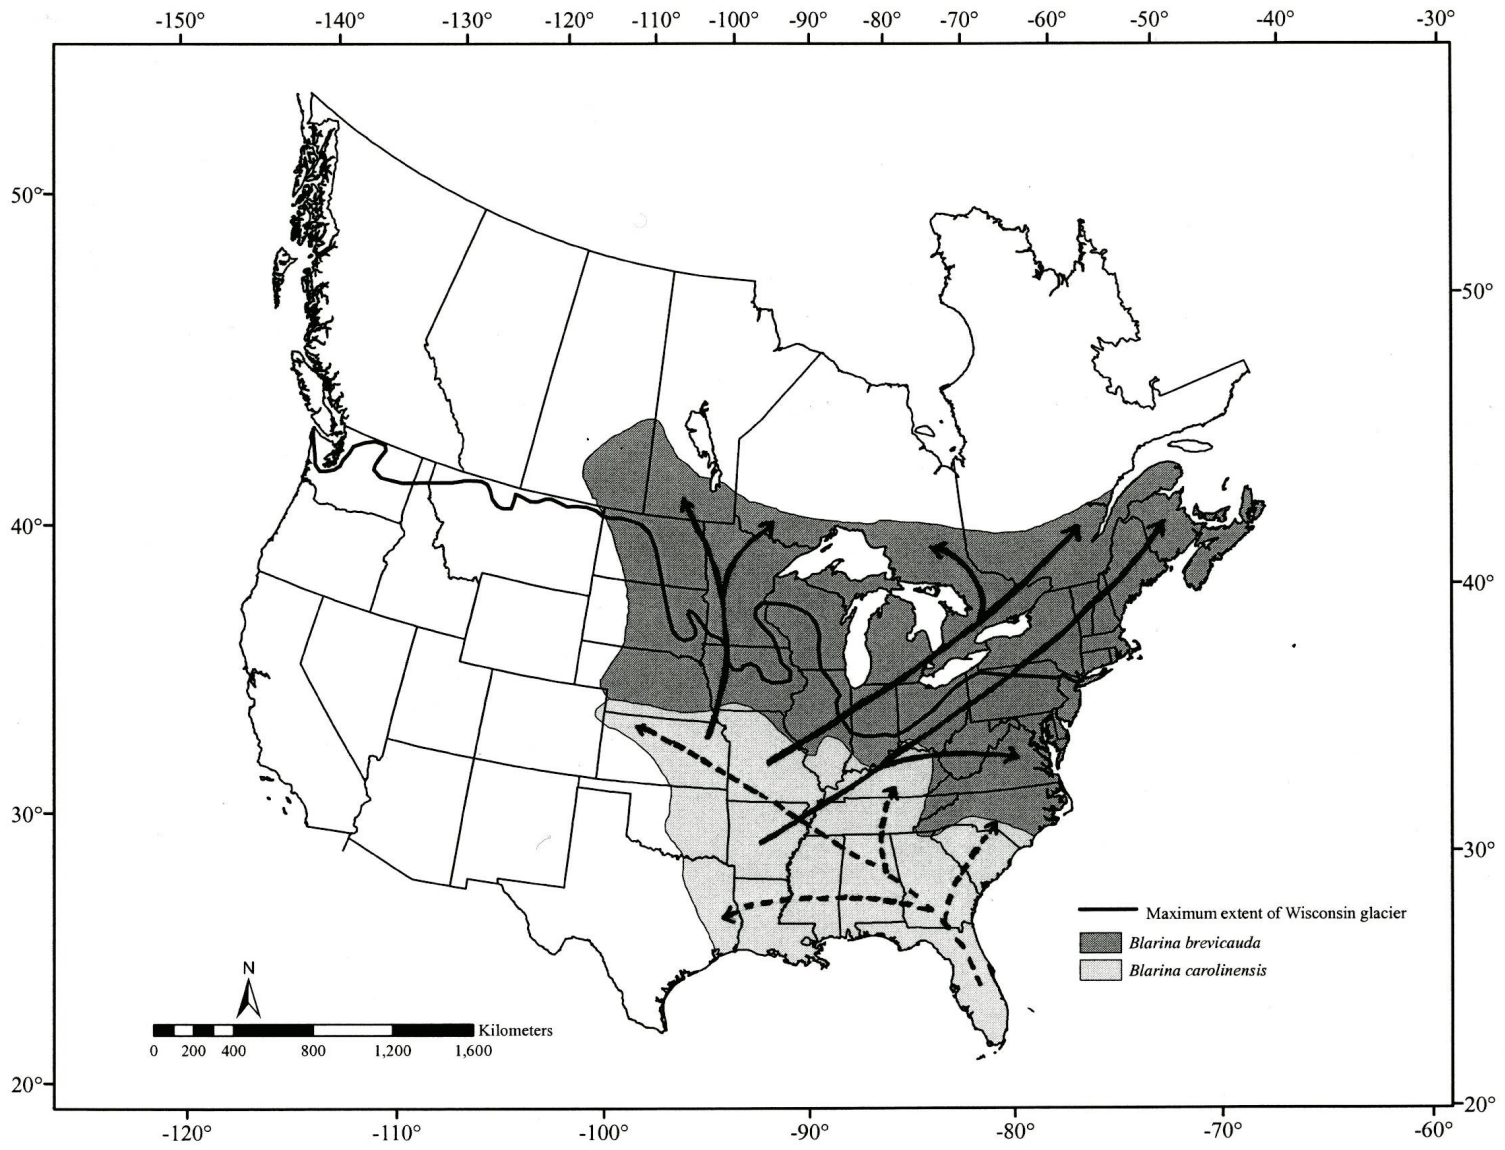 -150° -140° -130° -120° -110° -100° -90° -80° -70° -60° -50° -40° -30°
50°
50°
40°
40°
30°
30°
Maximum extent of Wisconsin glacier
Blarina brevicauda
Blarina carolinensis
N
Kilometers
0 200 400 800 1,200 1,600
20°
20°
-120° -110° -100° -90° -80° -70° -60°